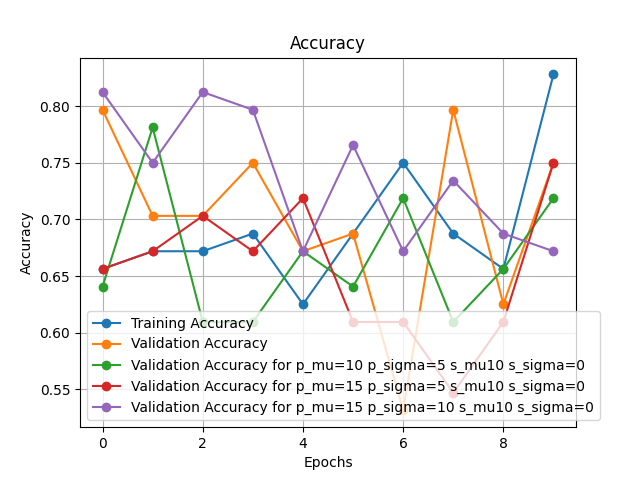 Accuracy
0.80
0.75
0.70
0.65
0.60
0.55
Accuracy
Training Accuracy
Validation Accuracy
Validation Accuracy for p_mu=10 p_sigma=5 s_mu10 s_sigma=0
Validation Accuracy for p_mu=15 p_sigma=5 s_mu10 s_sigma=0
Validation Accuracy for p_mu=15 p_sigma=10 s_mu10 s_sigma=0
0 2 4 6 8
Epochs